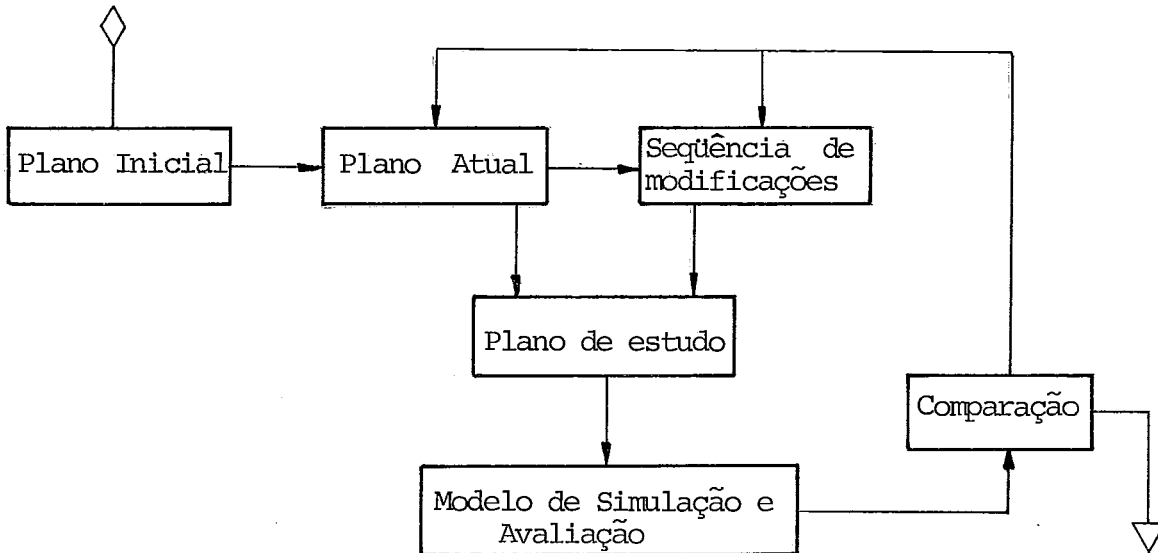 Plano Inicial
Plano Atual
Seqüência de
modificações
Plano de estudo
Comparação
Modelo de Simulação e
Avaliação